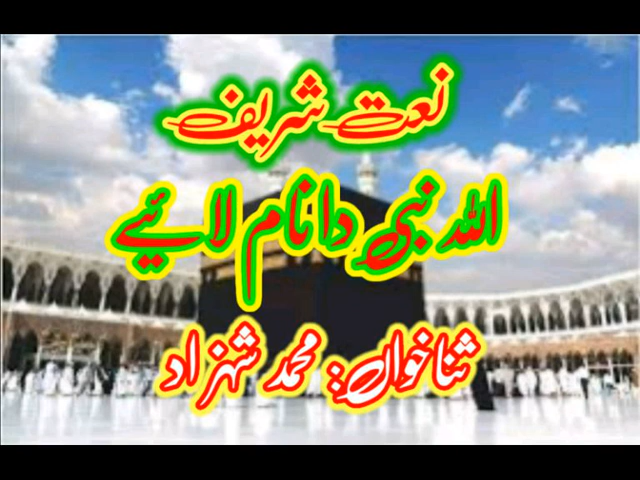 نعت شریف
اللہ نبی دا نام لائیے
ثناخواں: محمد شہزاد